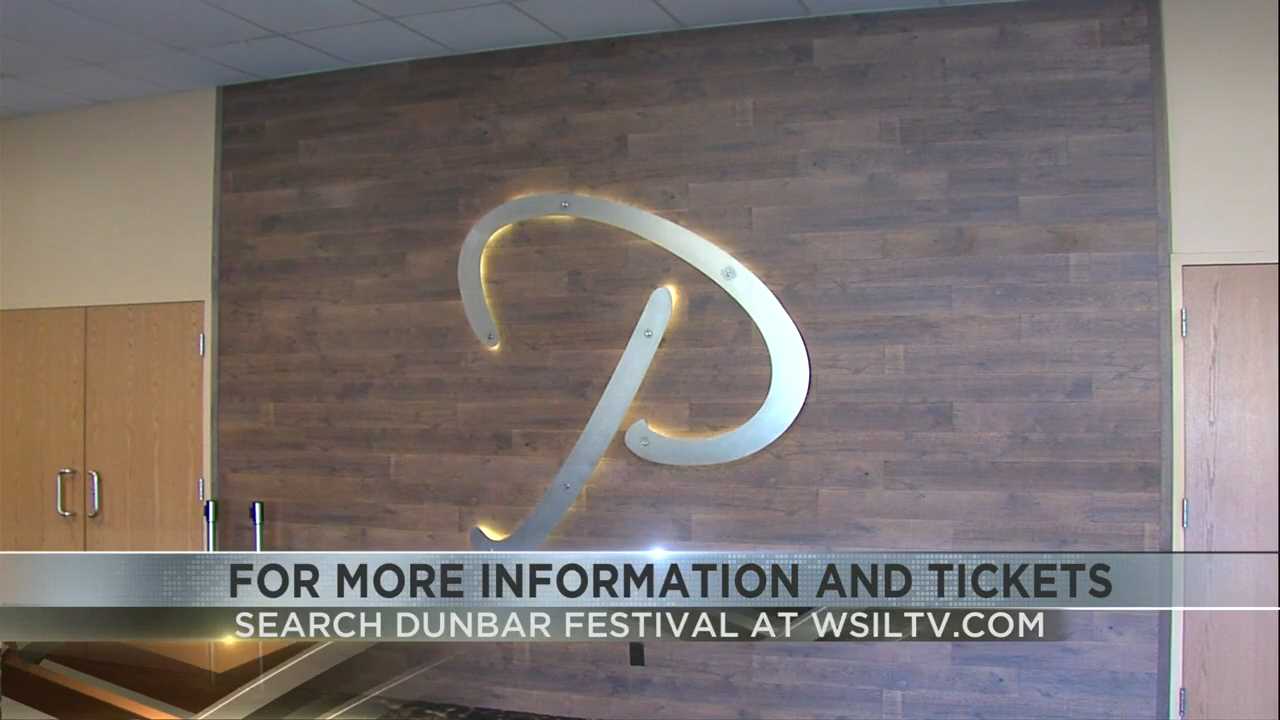 P
FOR MORE INFORMATION AND TICKETS
SEARCH DUNBAR FESTIVAL AT WSILTV.COM